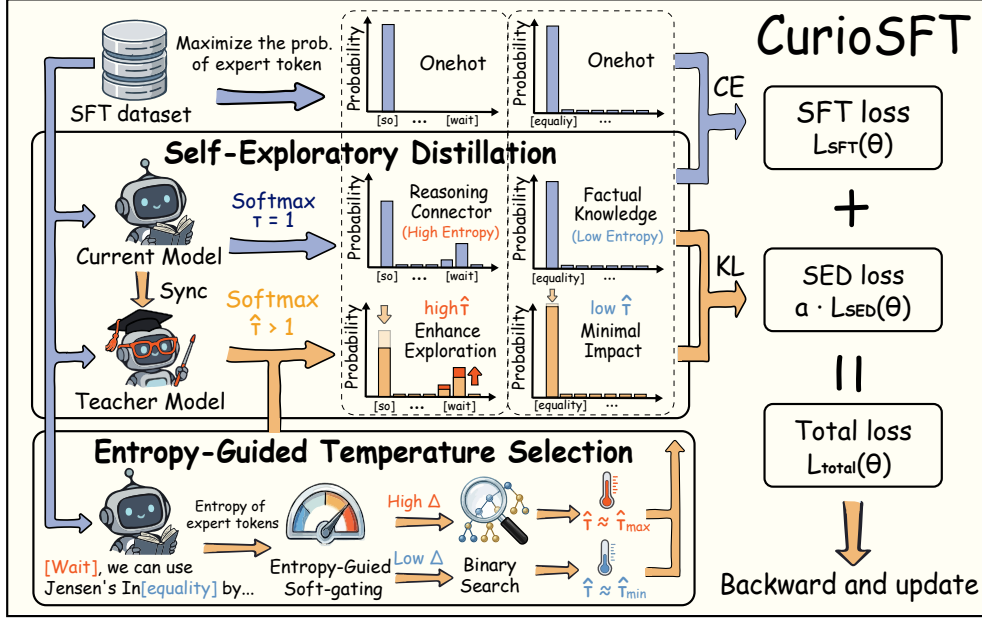 CurioSFT
SFT dataset
Maximize the prob.
of expert token
Probability
Onehot
[so] ... [wait]
Probability
Onehot
[equaliy] ...
CE
SFT loss
LSFT(θ)
+
Self-Exploratory Distillation
Current Model
Softmax
τ = 1
Probability
Reasoning
Connector
(High Entropy)
[so] ... [wait]
Probability
Factual
Knowledge
(Low Entropy)
[equality] ...
KL
SED loss
a · LSED(θ)
=
Sync
Teacher Model
Softmax
τ̂ > 1
Probability
high τ̂
Enhance
Exploration
[so] ... [wait]
Probability
low τ̂
Minimal
Impact
[equality] ...
Total loss
Ltotal(θ)
Backward and update
Entropy-Guided Temperature Selection
[Wait], we can use
Jensen's In[equality] by...
Entropy of
expert tokens
Entropy-Guied
Soft-gating
High Δ
Low Δ
Binary
Search
τ̂ ≈ τ̂max
τ̂ ≈ τ̂min